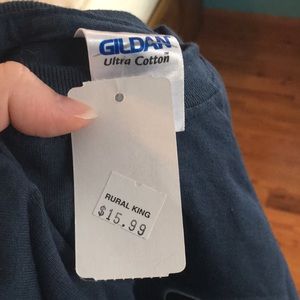 GILDAN
Ultra Cotton
RURAL KING
$15.99